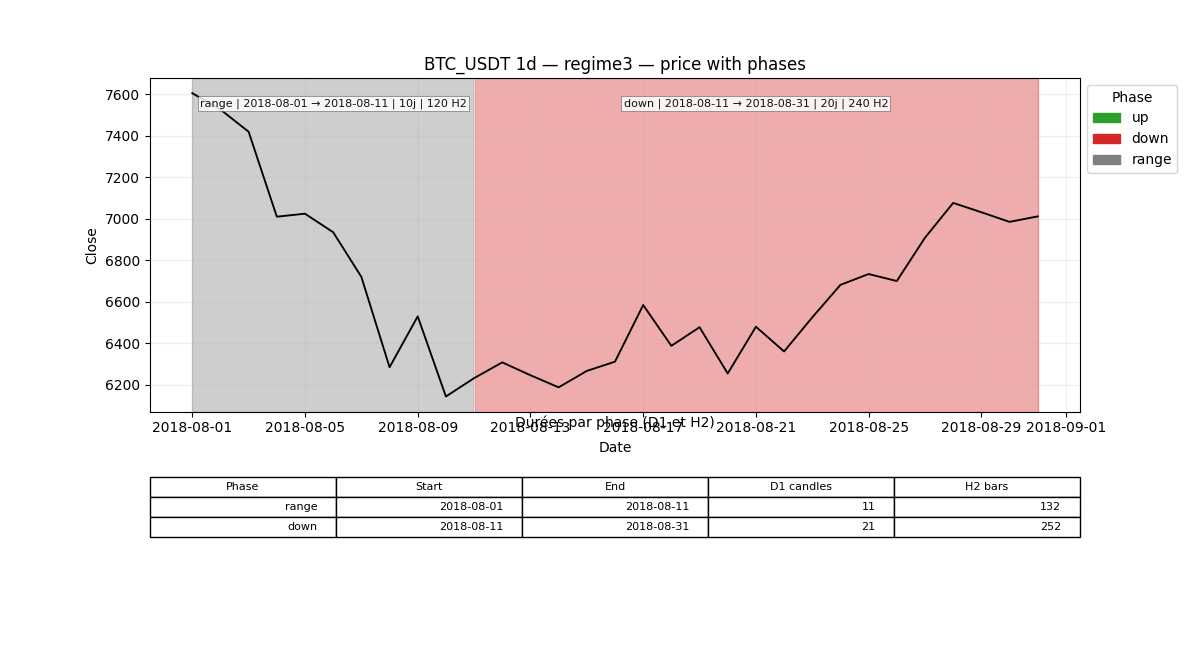 BTC_USDT 1d — regime3 — price with phases
range | 2018-08-01 → 2018-08-11 | 10j | 120 H2
down | 2018-08-11 → 2018-08-31 | 20j | 240 H2
Phase
up
down
range
Close
7600
7400
7200
7000
6800
6600
6400
6200
Durées par phase (D1 et H2)
2018-08-01 2018-08-05 2018-08-09 2018-08-13 2018-08-17 2018-08-21 2018-08-25 2018-08-29 2018-09-01
Date
Phase Start End D1 candles H2 bars
range 2018-08-01 2018-08-11 11 132
down 2018-08-11 2018-08-31 21 252